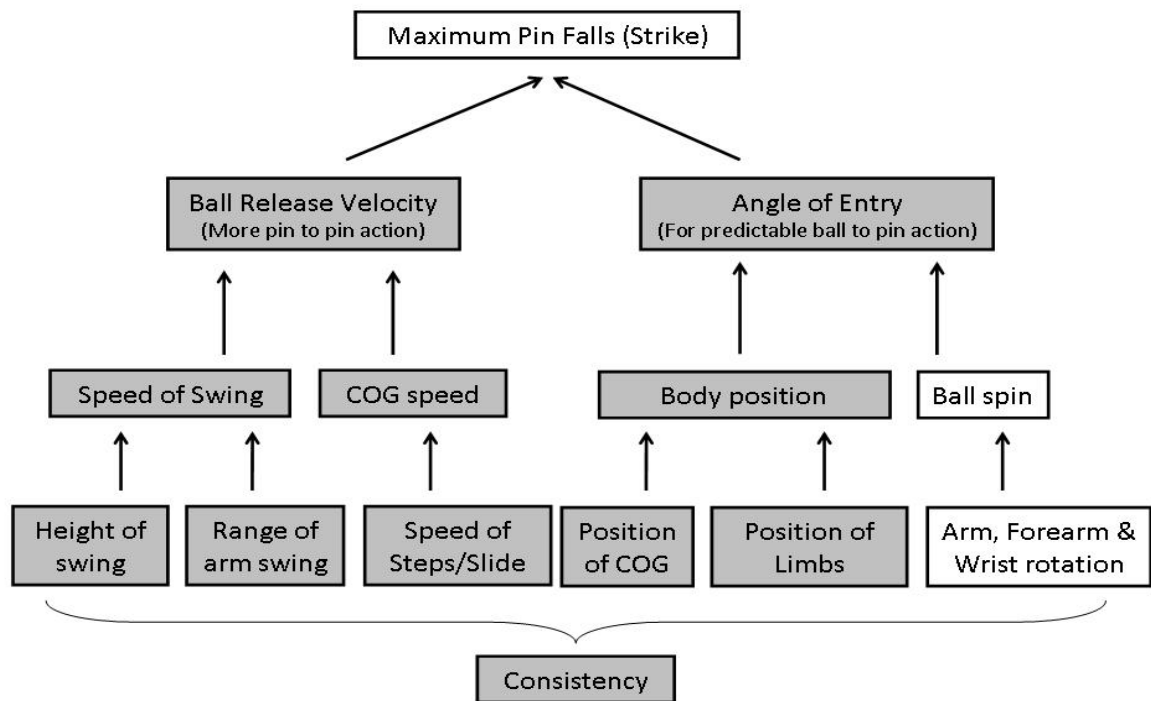 Maximum Pin Falls (Strike)
Ball Release Velocity
(More pin to pin action)
Angle of Entry
(For predictable ball to pin action)
Speed of Swing
COG speed
Body position
Ball spin
Height of
swing
Range of
arm swing
Speed of
Steps/Slide
Position
of COG
Position of
Limbs
Arm, Forearm &
Wrist rotation
Consistency